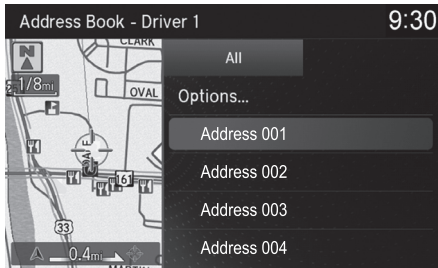 Address Book - Driver 1
9:30
CLARK
N
1/8mi
OVAL
161
33
0.4mi
All
Options...
Address 001
Address 002
Address 003
Address 004